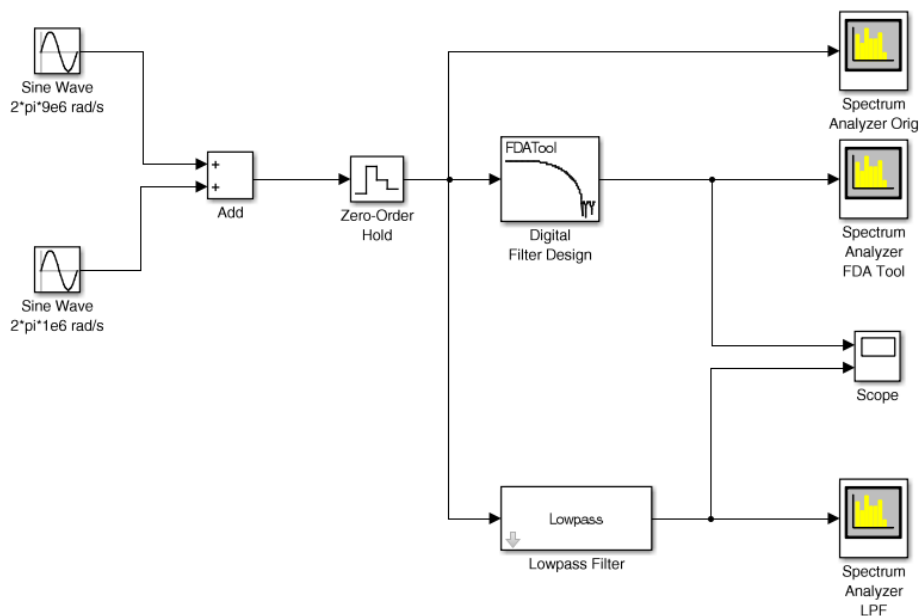 Sine Wave
2*pi*9e6 rad/s
Spectrum
Analyzer Orig
+
+
Add
Zero-Order
Hold
FDATool
Digital
Filter Design
Spectrum
Analyzer
FDA Tool
Sine Wave
2*pi*1e6 rad/s
Scope
Lowpass
Lowpass Filter
Spectrum
Analyzer
LPF